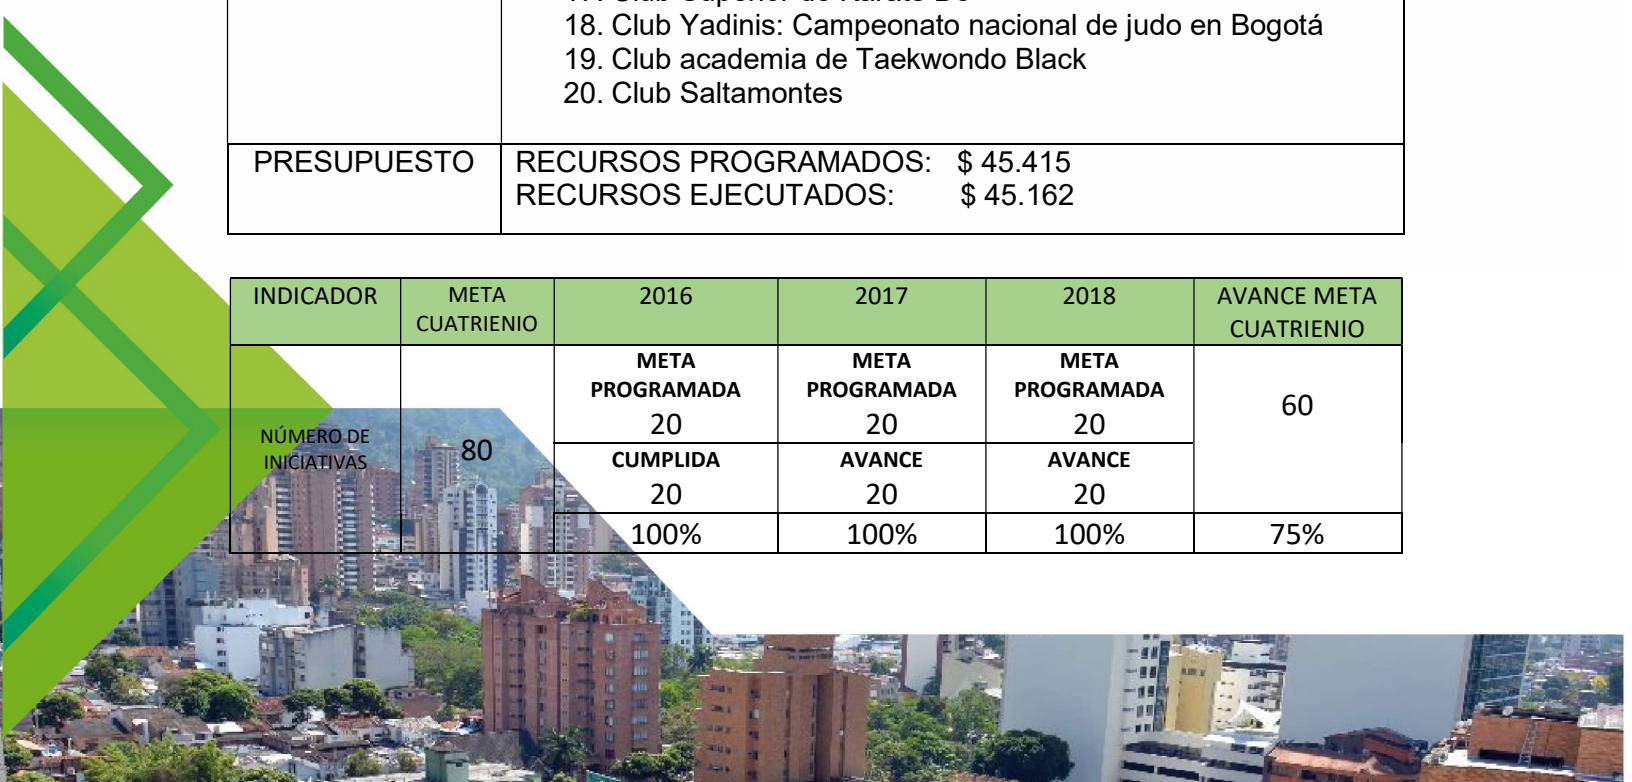 18. Club Yadinis: Campeonato nacional de judo en Bogotá
19. Club academia de Taekwondo Black
20. Club Saltamontes
PRESUPUESTO
RECURSOS PROGRAMADOS: $ 45.415
RECURSOS EJECUTADOS: $ 45.162
INDICADOR
META
CUATRIENIO
2016
2017
2018
AVANCE META
CUATRIENIO
NÚMERO DE
INICIATIVAS
80
META
PROGRAMADA
20
META
PROGRAMADA
20
META
PROGRAMADA
20
60
CUMPLIDA
20
AVANCE
20
AVANCE
20
100%
100%
100%
75%